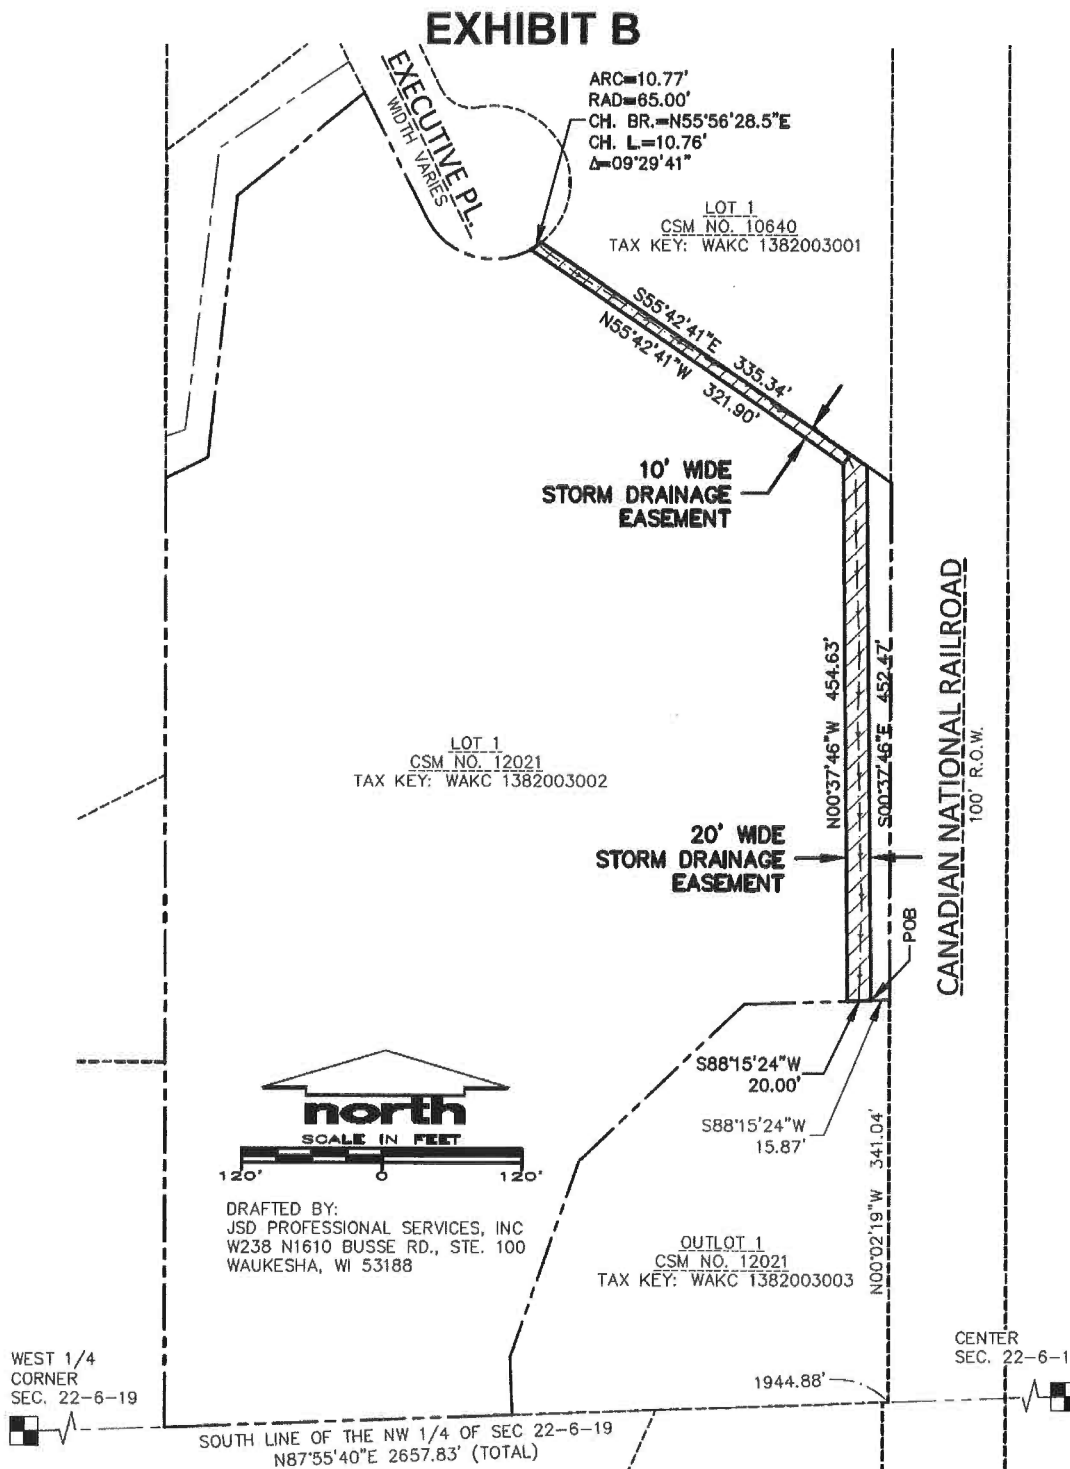 EXHIBIT B
EXECUTIVE PL.
WIDTH VARIES
ARC=10.77'
RAD=65.00'
CH. BR.=N55°56'28.5"E
CH. L.=10.76'
Δ=09°29'41"
LOT 1
CSM NO. 10640
TAX KEY: WAKC 1382003001
S55°42'41"E 335.34'
N55°42'41"W 321.90'
10' WIDE
STORM DRAINAGE
EASEMENT
N00°37'46"W 454.63'
S00°37'46"E 452.47'
CANADIAN NATIONAL RAILROAD
100' R.O.W.
LOT 1
CSM NO. 12021
TAX KEY: WAKC 1382003002
20' WIDE
STORM DRAINAGE
EASEMENT
POB
S88°15'24"W
20.00'
S88°15'24"W
15.87'
N00°02'19"W 341.04'
north
SCALE IN FEET
120' 0 120'
DRAFTED BY:
JSD PROFESSIONAL SERVICES, INC
W238 N1610 BUSSE RD., STE. 100
WAUKESHA, WI 53188
OUTLOT 1
CSM NO. 12021
TAX KEY: WAKC 1382003003
WEST 1/4
CORNER
SEC. 22-6-19
CENTER
SEC. 22-6-1
1944.88'
SOUTH LINE OF THE NW 1/4 OF SEC 22-6-19
N87°55'40"E 2657.83' (TOTAL)